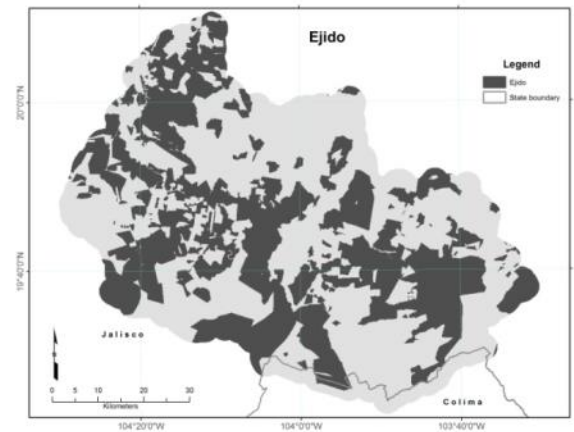 Ejido
Legend
Ejido
State boundary
20°0'0"N
19°40'0"N
Jalisco
0 5 10 20 30
Kilometers
Colima
104°20'0"W 104°0'0"W 103°40'0"W